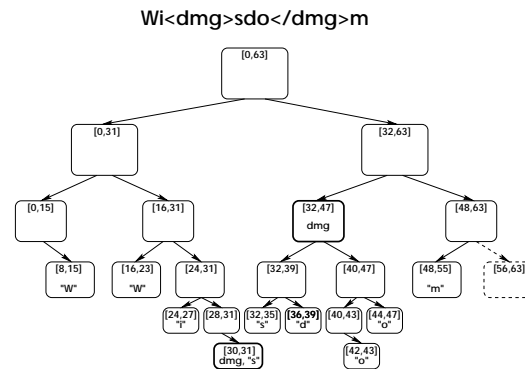 Wi<dmg>sdo</dmg>m
[0,63]
[0,31]
[32,63]
[0,15]
[16,31]
[32,47]
dmg
[48,63]
[8,15]
"W"
[16,23]
"W"
[24,31]
[32,39]
[40,47]
[48,55]
"m"
[56,63]
[24,27]
"i"
[28,31]
[32,35]
"s"
[36,39]
"d"
[40,43]
[44,47]
"o"
[30,31]
dmg, "s"
[42,43]
"o"